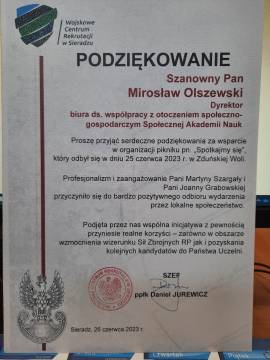 Wojskowe
Centrum
Rekrutacji
w Sieradzu
PODZIĘKOWANIE
Szanowny Pan
Mirosław Olszewski
Dyrektor
biura ds. współpracy z otoczeniem społeczno-
gospodarczym Społecznej Akademii Nauk
Proszę przyjąć serdeczne podziękowania za wsparcie
w organizacji pikniku pn. „Spotkajmy się",
który odbył się w dniu 25 czerwca 2023 r. w Zduńskiej Woli.
Profesjonalizm i zaangażowanie Pani Martyny Szargały i
Pani Joanny Grabowskiej
przyczyniło się do bardzo pozytywnego odbioru wydarzenia
przez lokalne społeczeństwo.
Podjęta przez nas wspólna inicjatywa z pewnością
przyniesie realne korzyści – zarówno w obszarze
wzmocnienia wizerunku Sił Zbrojnych RP jak i pozyskania
kolejnych kandydatów do Państwa Uczelni.
SZEF
ppłk Daniel JUREWICZ
Sieradz, 26 czerwca 2023 r.
Czwartek